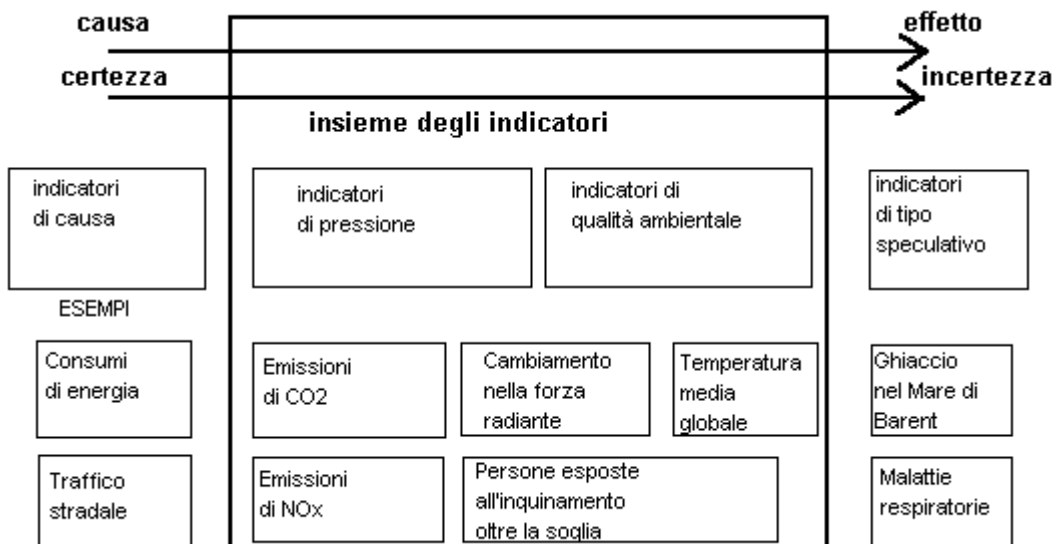 causa
effetto
certezza
incertezza
insieme degli indicatori
indicatori
di causa
indicatori
di pressione
indicatori di
qualità ambientale
indicatori
di tipo
speculativo
ESEMPI
Consumi
di energia
Emissioni
di CO2
Cambiamento
nella forza
radiante
Temperatura
media
globale
Ghiaccio
nel Mare di
Barent
Traffico
stradale
Emissioni
di NOx
Persone esposte
all'inquinamento
oltre la soglia
Malattie
respiratorie